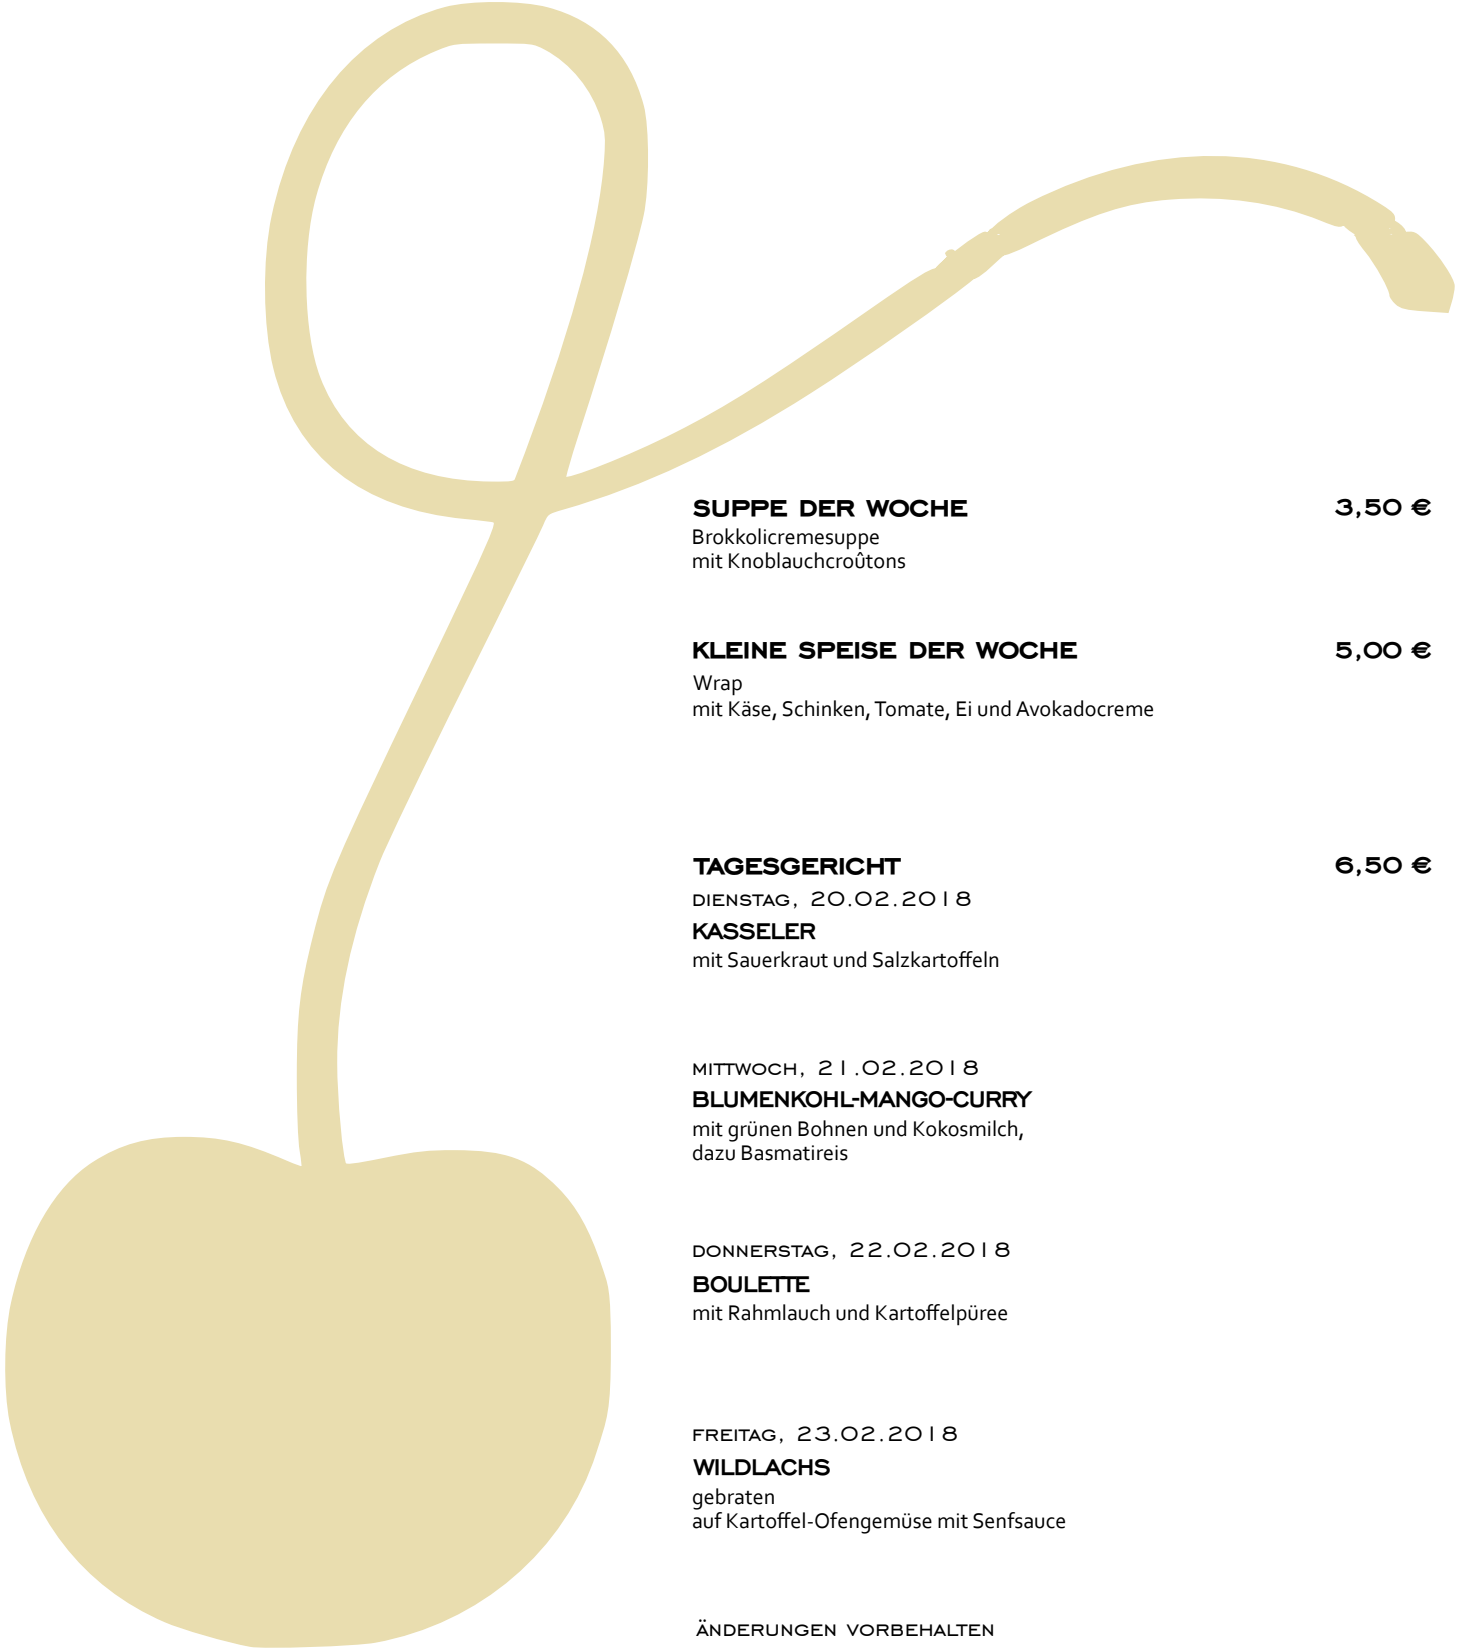 SUPPE DER WOCHE 3,50 €
Brokkolicremesuppe
mit Knoblauchcroûtons
KLEINE SPEISE DER WOCHE 5,00 €
Wrap
mit Käse, Schinken, Tomate, Ei und Avokadocreme
TAGESGERICHT 6,50 €
DIENSTAG, 20.02.2018
KASSELER
mit Sauerkraut und Salzkartoffeln
MITTWOCH, 21.02.2018
BLUMENKOHL-MANGO-CURRY
mit grünen Bohnen und Kokosmilch,
dazu Basmatireis
DONNERSTAG, 22.02.2018
BOULETTE
mit Rahmlauch und Kartoffelpüree
FREITAG, 23.02.2018
WILDLACHS
gebraten
auf Kartoffel-Ofengemüse mit Senfsauce
ÄNDERUNGEN VORBEHALTEN